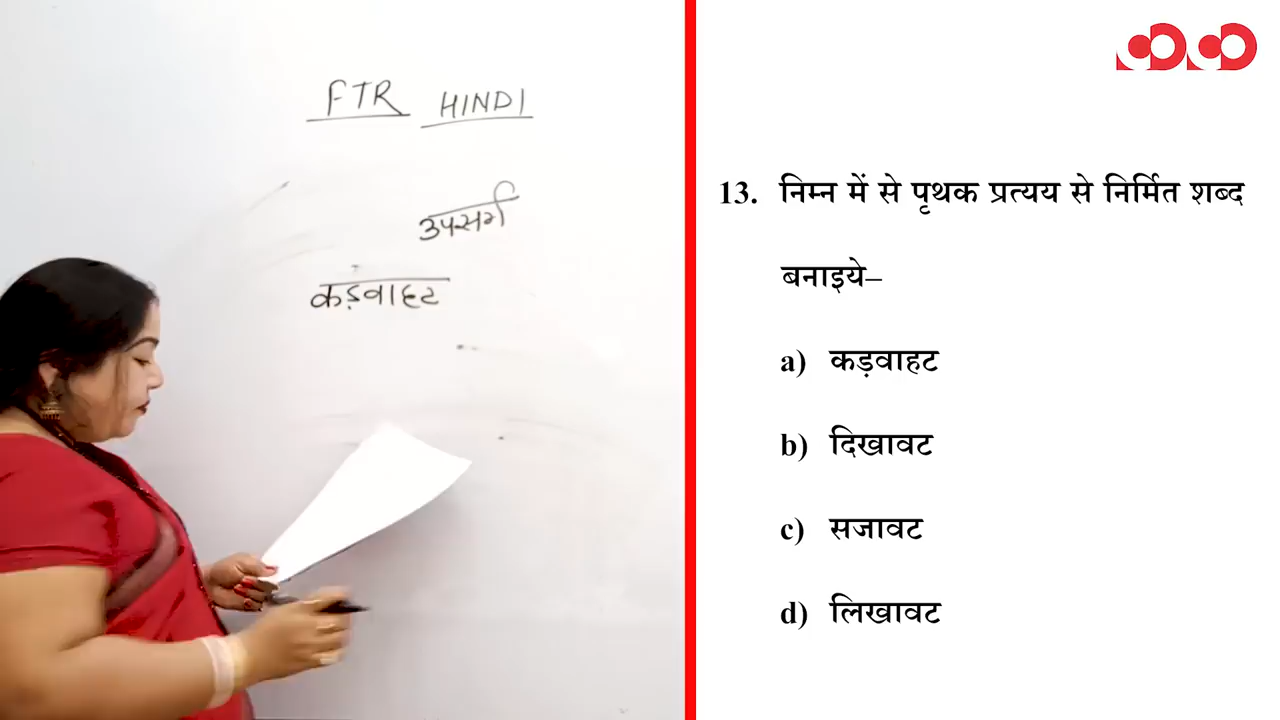 FTR HINDI
उपसर्ग
कड़वाहट
13. निम्न में से पृथक प्रत्यय से निर्मित शब्द
बनाइये–
a) कड़वाहट
b) दिखावट
c) सजावट
d) लिखावट